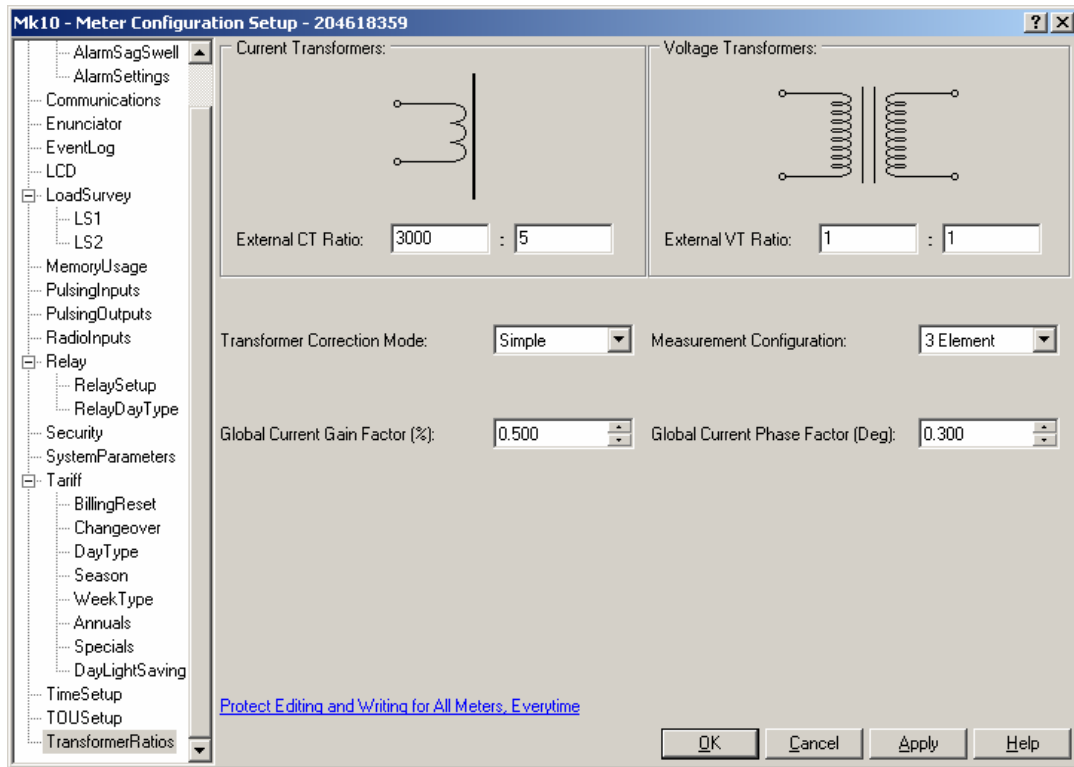 Mk10 - Meter Configuration Setup - 204618359
AlarmSagSwell
AlarmSettings
Communications
Enunciator
EventLog
LCD
LoadSurvey
LS1
LS2
MemoryUsage
PulsingInputs
PulsingOutputs
RadioInputs
Relay
RelaySetup
RelayDayType
Security
SystemParameters
Tariff
BillingReset
Changeover
DayType
Season
WeekType
Annuals
Specials
DayLightSaving
TimeSetup
TOUSetup
TransformerRatios
Current Transformers:
External CT Ratio: 3000 : 5
Voltage Transformers:
External VT Ratio: 1 : 1
Transformer Correction Mode: Simple
Measurement Configuration: 3 Element
Global Current Gain Factor (%): 0.500
Global Current Phase Factor (Deg): 0.300
Protect Editing and Writing for All Meters, Everytime
OK Cancel Apply Help